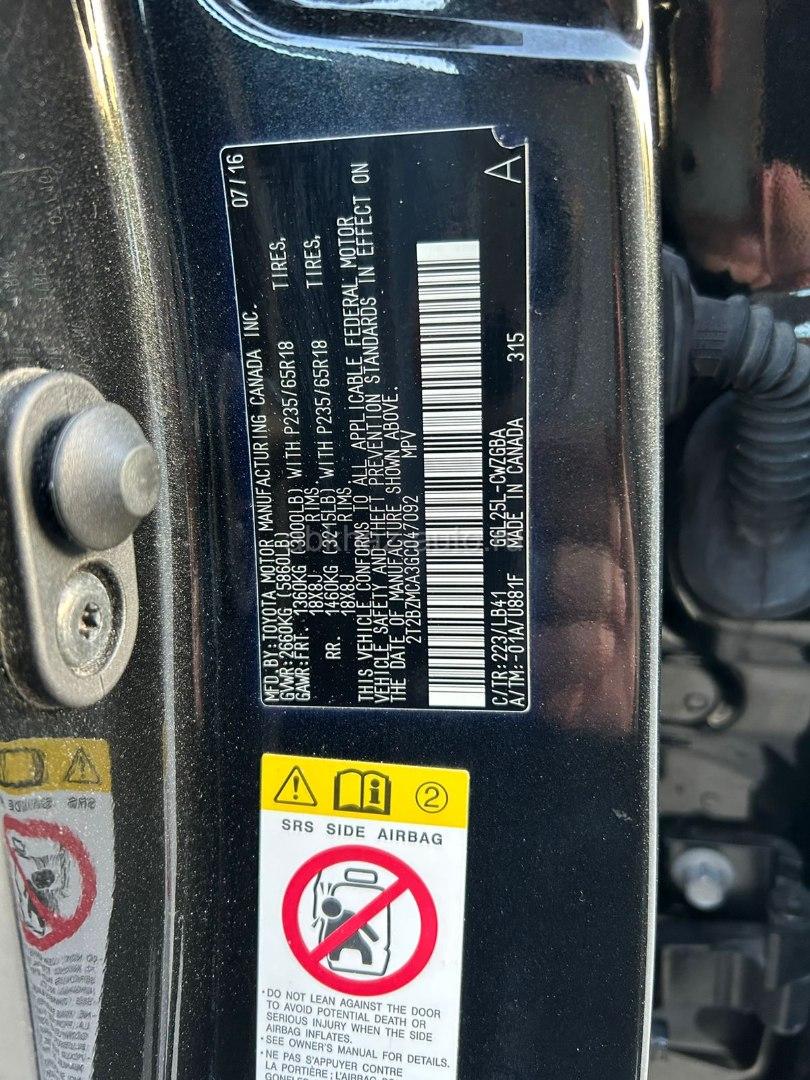 MFD. BY: TOYOTA MOTOR MANUFACTURING CANADA INC. 07/16
GVWR: 2660KG (5860LB)
GAWR: FRT. 1360KG (3000LB) WITH P235/65R18 TIRES,
18X8J RIMS
RR. 1460KG (3215LB) WITH P235/65R18 TIRES,
18X8J RIMS
THIS VEHICLE CONFORMS TO ALL APPLICABLE FEDERAL MOTOR
VEHICLE SAFETY AND THEFT PREVENTION STANDARDS IN EFFECT ON
THE DATE OF MANUFACTURE SHOWN ABOVE.
2T2BZMCA3GC047092 MPV
C/TR: 223/LB41 GGL25L-CWZGBA
A/TM: -01A/U881F MADE IN CANADA 315 A
2
SRS SIDE AIRBAG
·DO NOT LEAN AGAINST THE DOOR
TO AVOID POTENTIAL DEATH OR
SERIOUS INJURY WHEN THE SIDE
AIRBAG INFLATES.
·SEE OWNER'S MANUAL FOR DETAILS.
·NE PAS S'APPUYER CONTRE
LA PORTIÈRE; L'AIRBAG